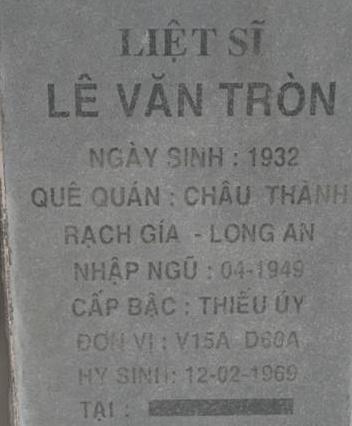 LIỆT SĨ
LÊ VĂN TRÒN
NGÀY SINH : 1932
QUÊ QUÁN : CHÂU THÀNH
RẠCH GÍA - LONG AN
NHẬP NGŨ : 04-1949
CẤP BẬC : THIẾU ÚY
ĐƠN VỊ : V15A D60A
HY SINH : 12-02-1969
TẠI :